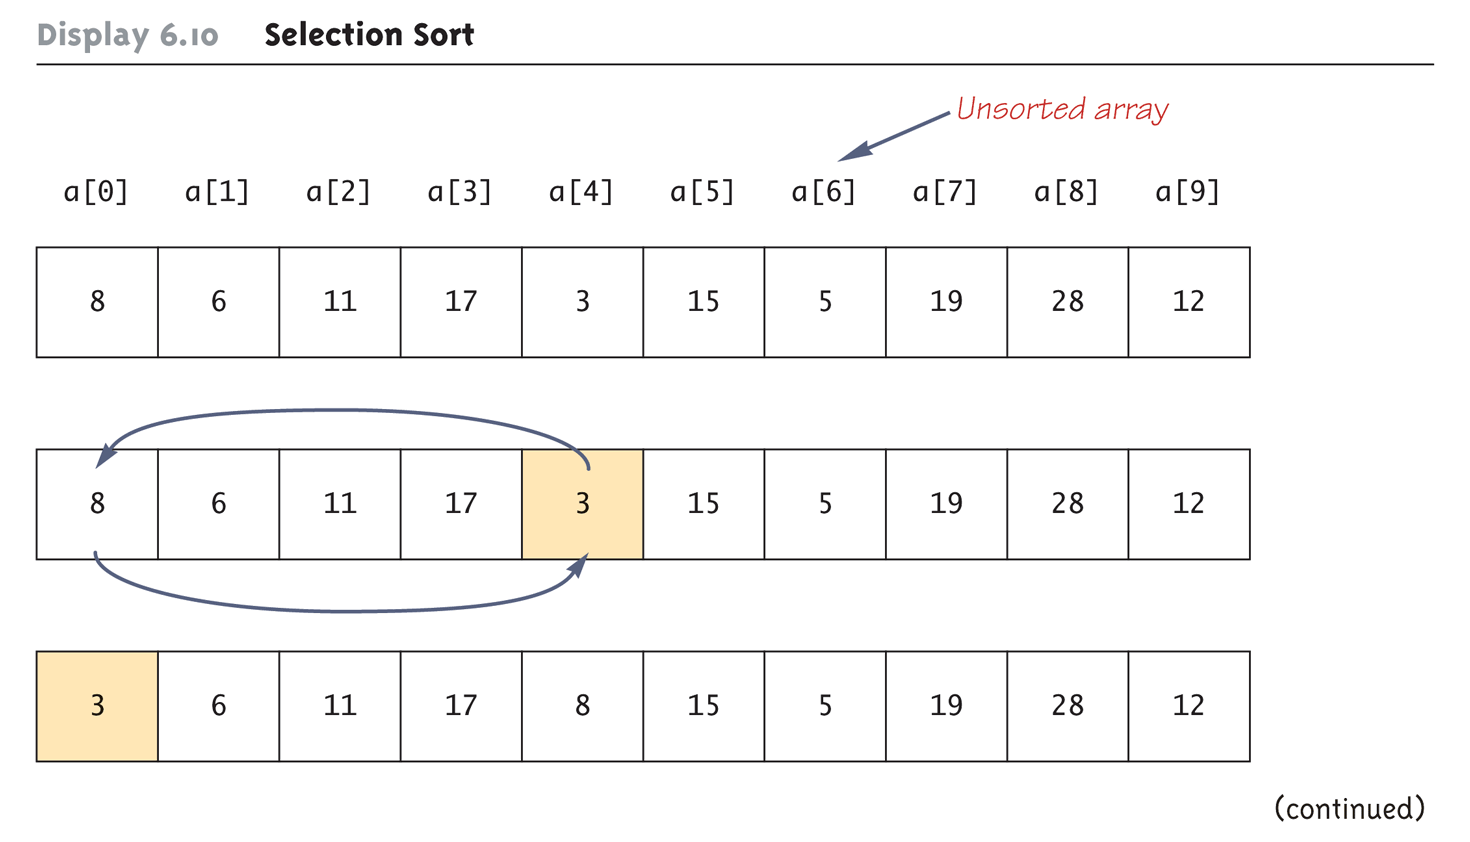 Display 6.10 Selection Sort
Unsorted array
a[0] a[1] a[2] a[3] a[4] a[5] a[6] a[7] a[8] a[9]
8 6 11 17 3 15 5 19 28 12
8 6 11 17 3 15 5 19 28 12
3 6 11 17 8 15 5 19 28 12
(continued)